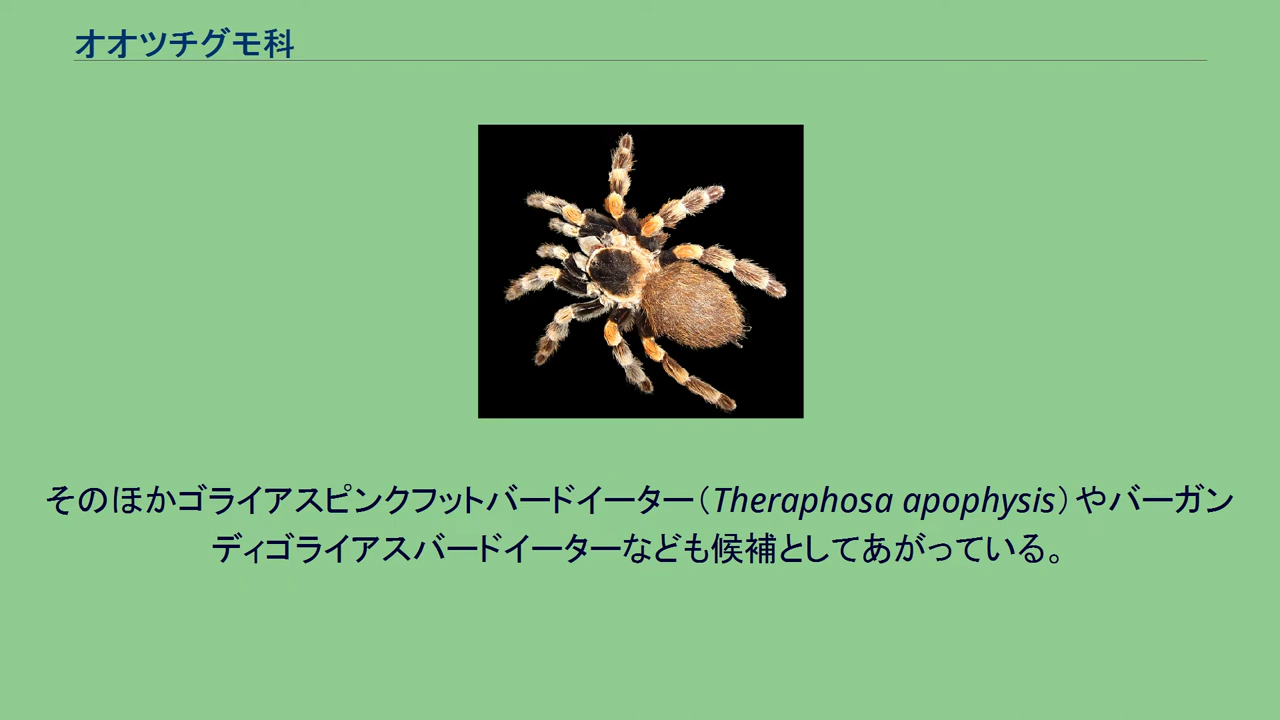 オオツチグモ科
そのほかゴライアスピンクフットバードイーター（Theraphosa apophysis）やバーガン
ディゴライアスバードイーターなども候補としてあがっている。